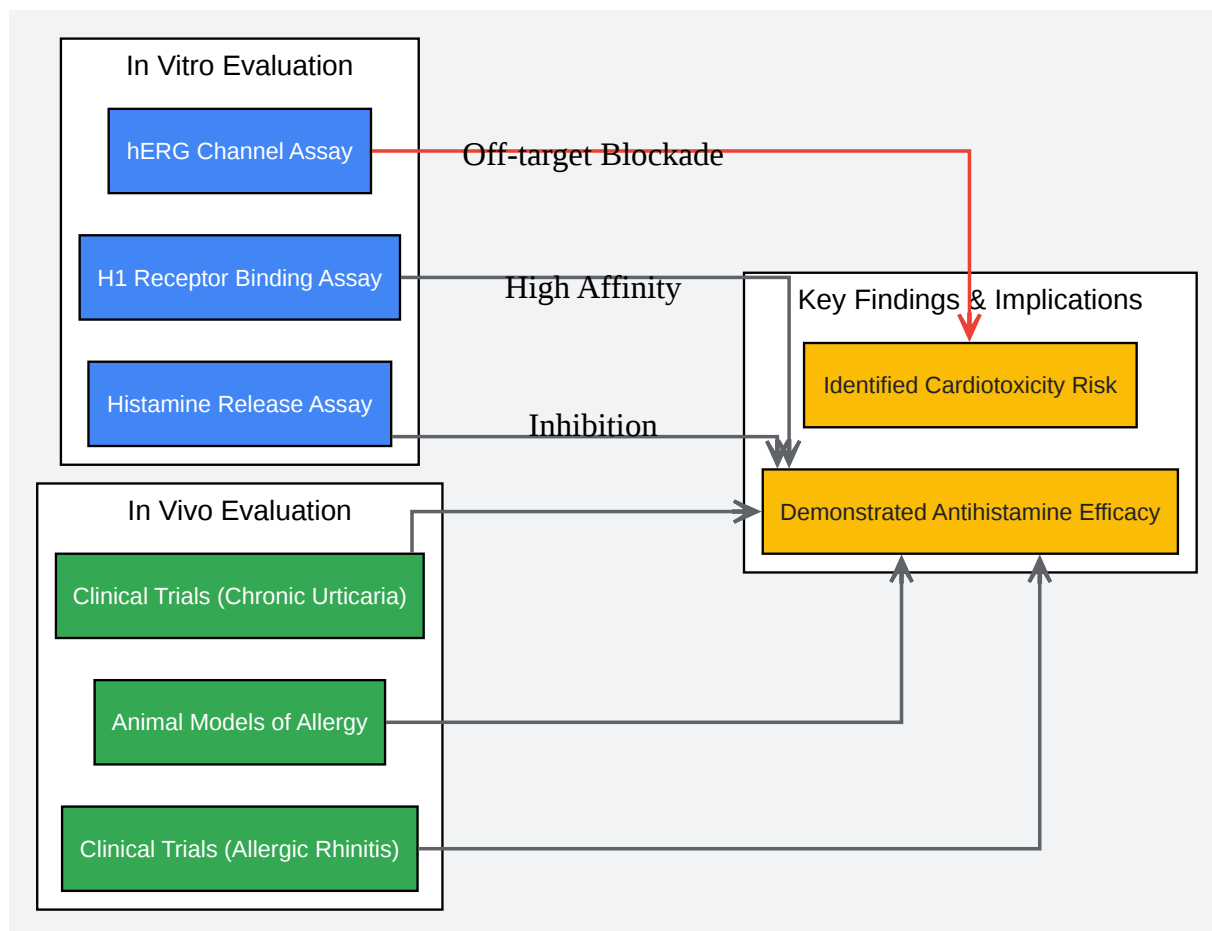 In Vitro Evaluation
hERG Channel Assay
Off-target Blockade
H1 Receptor Binding Assay
High Affinity
Histamine Release Assay
Inhibition
Key Findings & Implications
Identified Cardiotoxicity Risk
Demonstrated Antihistamine Efficacy
In Vivo Evaluation
Clinical Trials (Chronic Urticaria)
Animal Models of Allergy
Clinical Trials (Allergic Rhinitis)